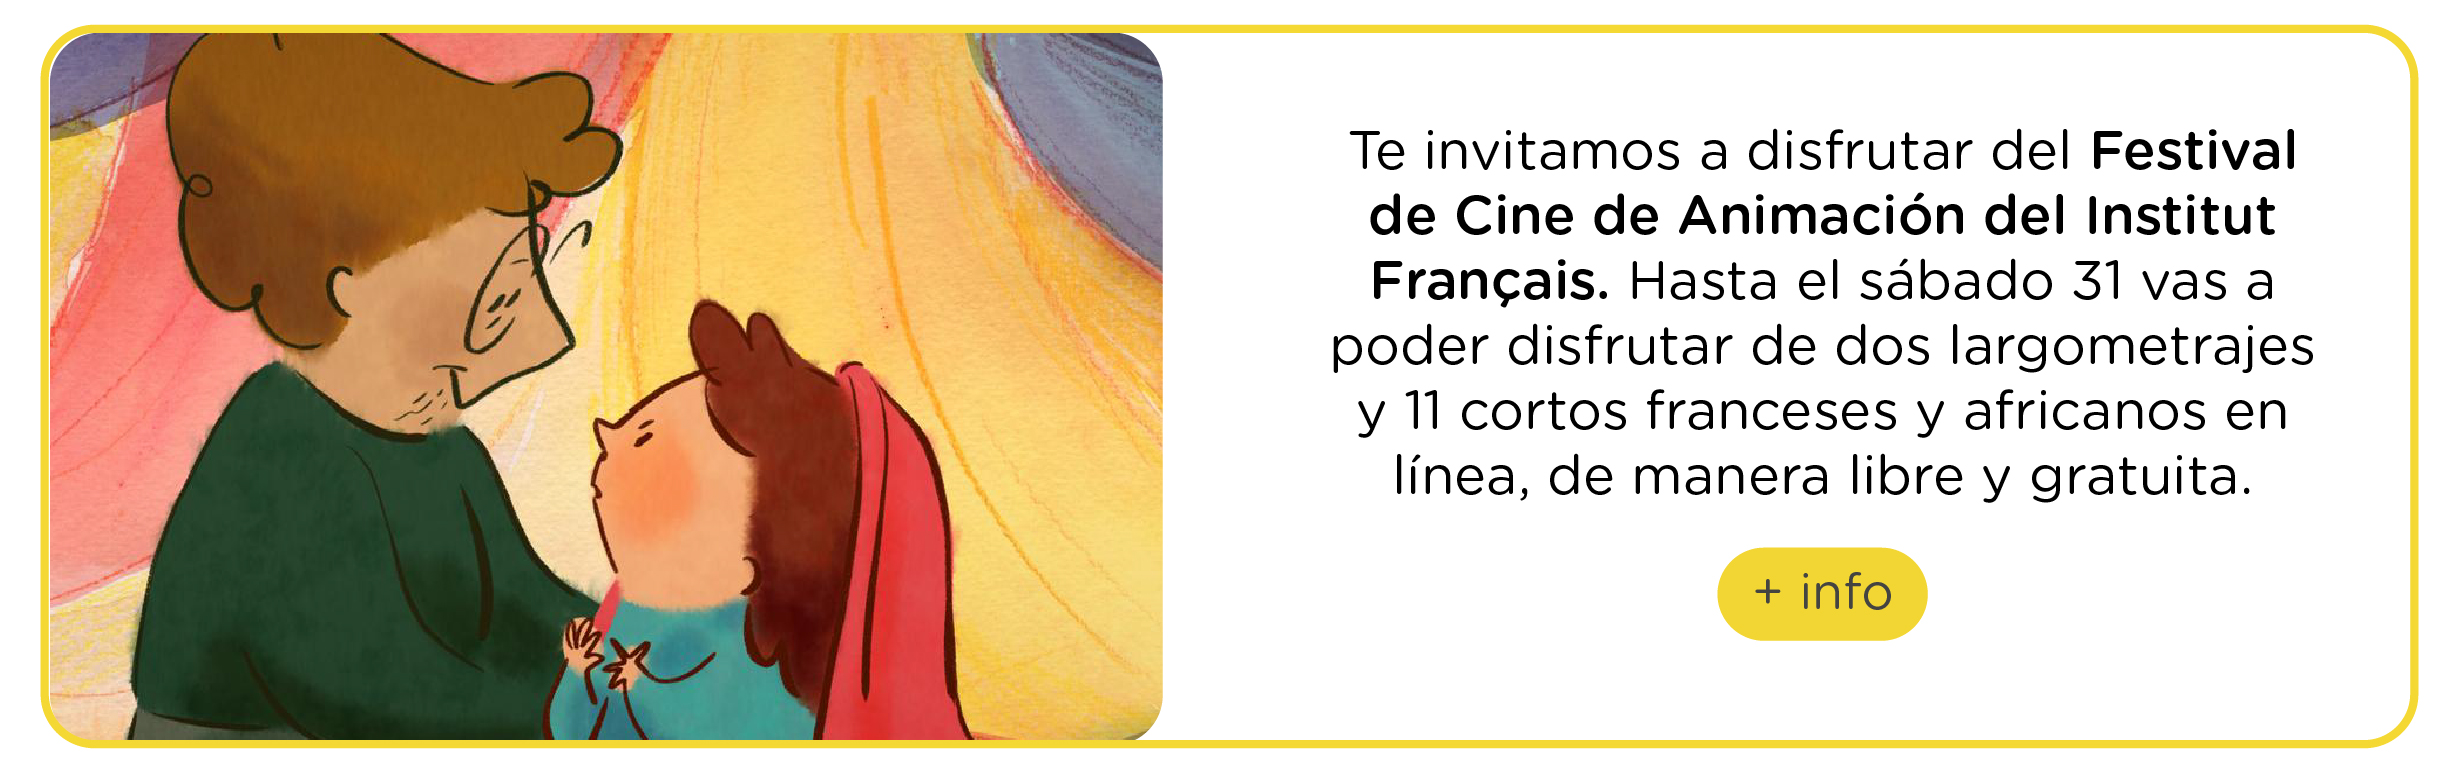 Te invitamos a disfrutar del Festival
de Cine de Animación del Institut
Français. Hasta el sábado 31 vas a
poder disfrutar de dos largometrajes
y 11 cortos franceses y africanos en
línea, de manera libre y gratuita.
+ info